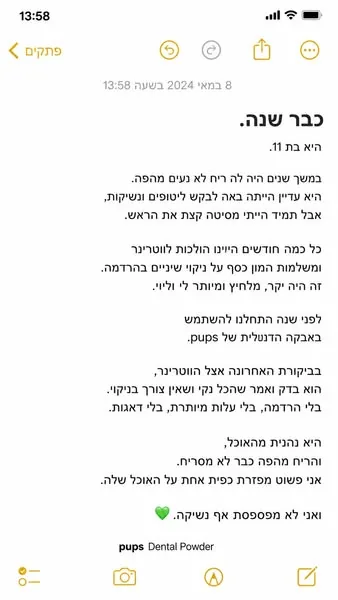 13:58
פתקים
8 במאי 2024 בשעה 13:58
כבר שנה.
היא בת 11.
במשך שנים היה לה ריח לא נעים מהפה.
היא עדיין הייתה באה לבקש ליטופים ונשיקות,
אבל תמיד הייתי מסיטה קצת את הראש.
כל כמה חודשים היינו הולכות לווטרינר
ומשלמות המון כסף על ניקוי שיניים בהרדמה.
זה היה יקר, מלחיץ ומיותר לי וליוי.
לפני שנה התחלנו להשתמש
באבקה הדנטלית של pups.
בביקורת האחרונה אצל הווטרינר,
הוא בדק ואמר שהכל נקי ושאין צורך בניקוי.
בלי הרדמה, בלי עלות מיותרת, בלי דאגות.
היא נהנית מהאוכל,
והריח מהפה כבר לא מסריח.
אני פשוט מפזרת כפית אחת על האוכל שלה.
ואני לא מפספסת אף נשיקה. 💚
pups Dental Powder